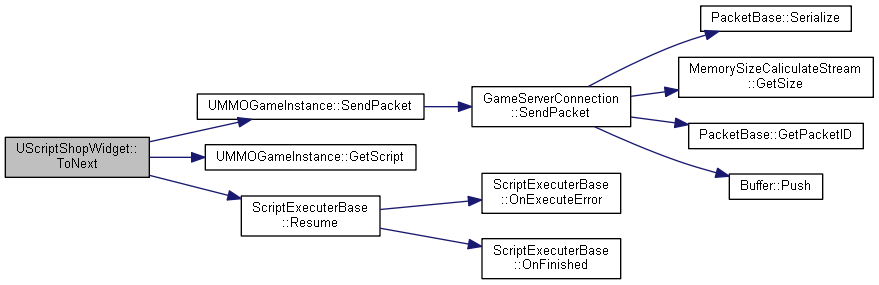 UScriptShopWidget::
ToNext
UMMOGameInstance::SendPacket
UMMOGameInstance::GetScript
ScriptExecuterBase
::Resume
GameServerConnection
::SendPacket
ScriptExecuterBase
::OnExecuteError
ScriptExecuterBase
::OnFinished
PacketBase::Serialize
MemorySizeCaliculateStream
::GetSize
PacketBase::GetPacketID
Buffer::Push